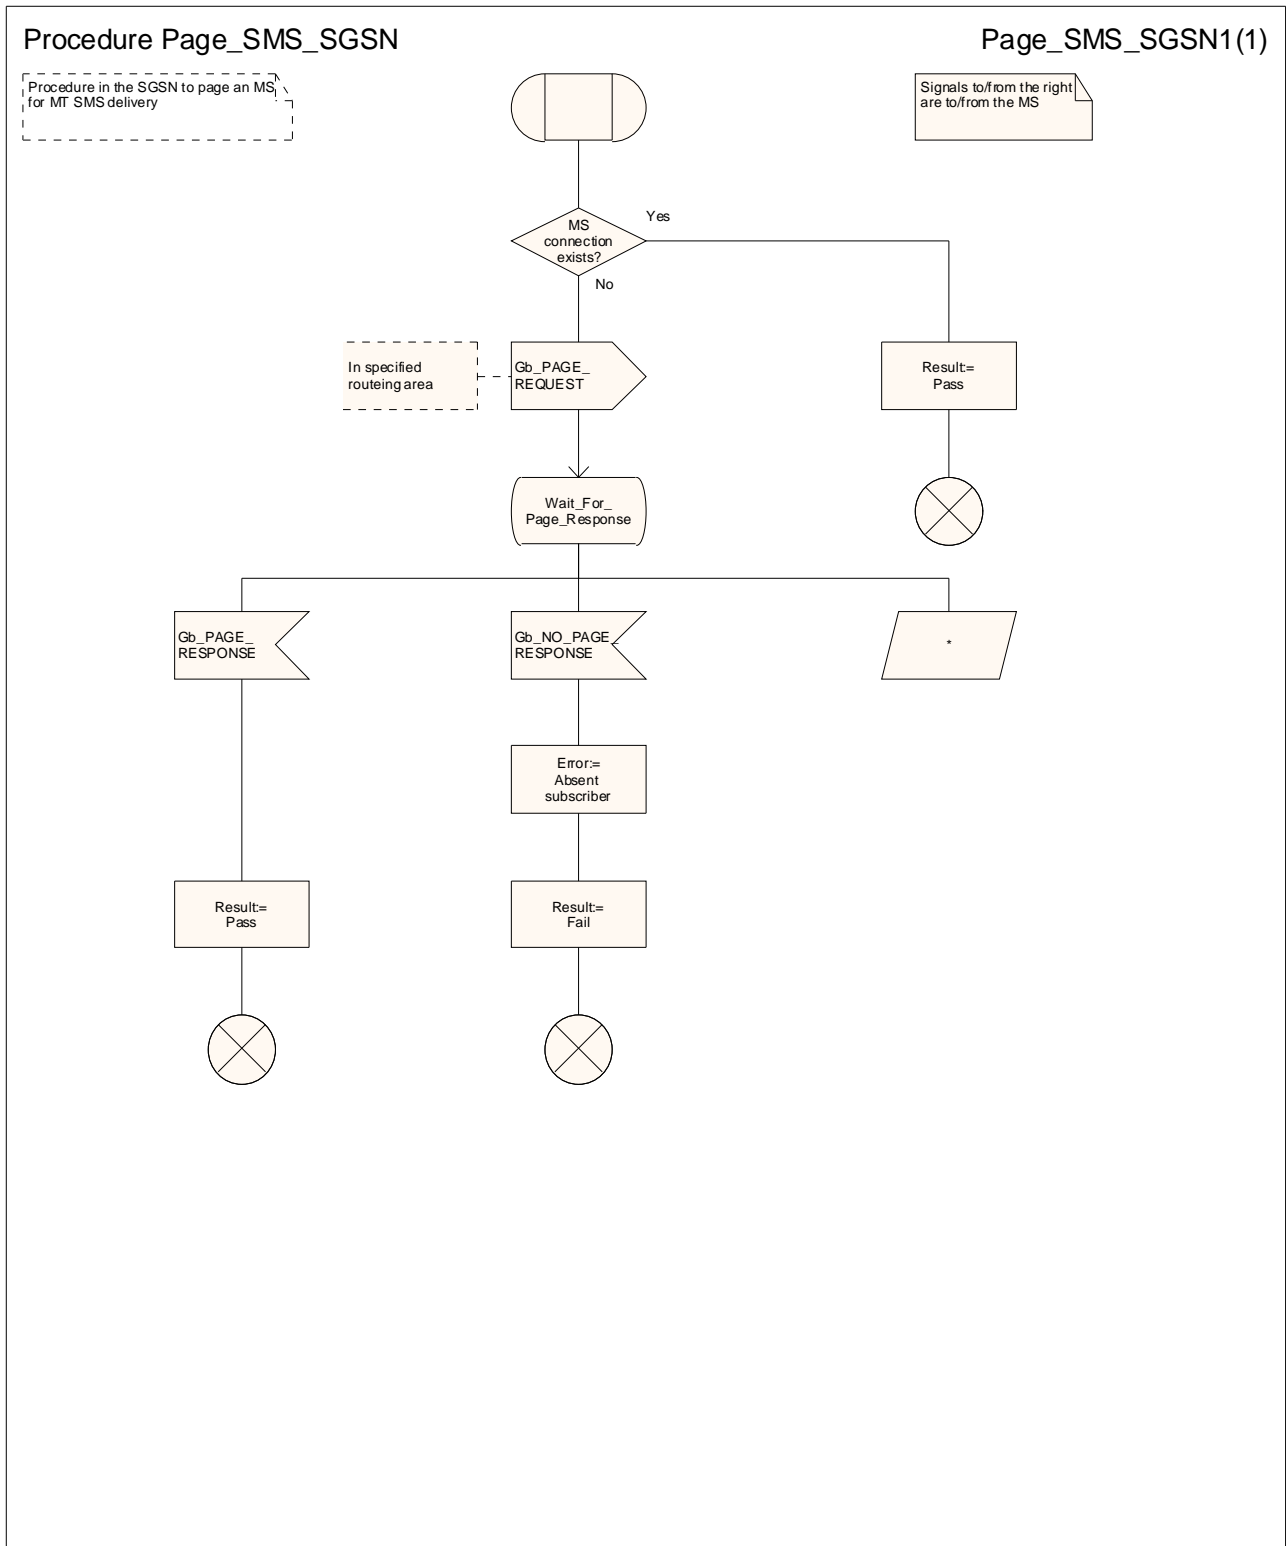 Procedure Page_SMS_SGSN
Page_SMS_SGSN1(1)
Procedure in the SGSN to page an MS
for MT SMS delivery
Signals to/from the right
are to/from the MS
MS
connection
exists?
Yes
No
In specified
routeing area
Gb_PAGE_
REQUEST
Result:=
Pass
Wait_For_
Page_Response
Gb_PAGE_
RESPONSE
Gb_NO_PAGE_
RESPONSE
*
Error:=
Absent
subscriber
Result:=
Pass
Result:=
Fail